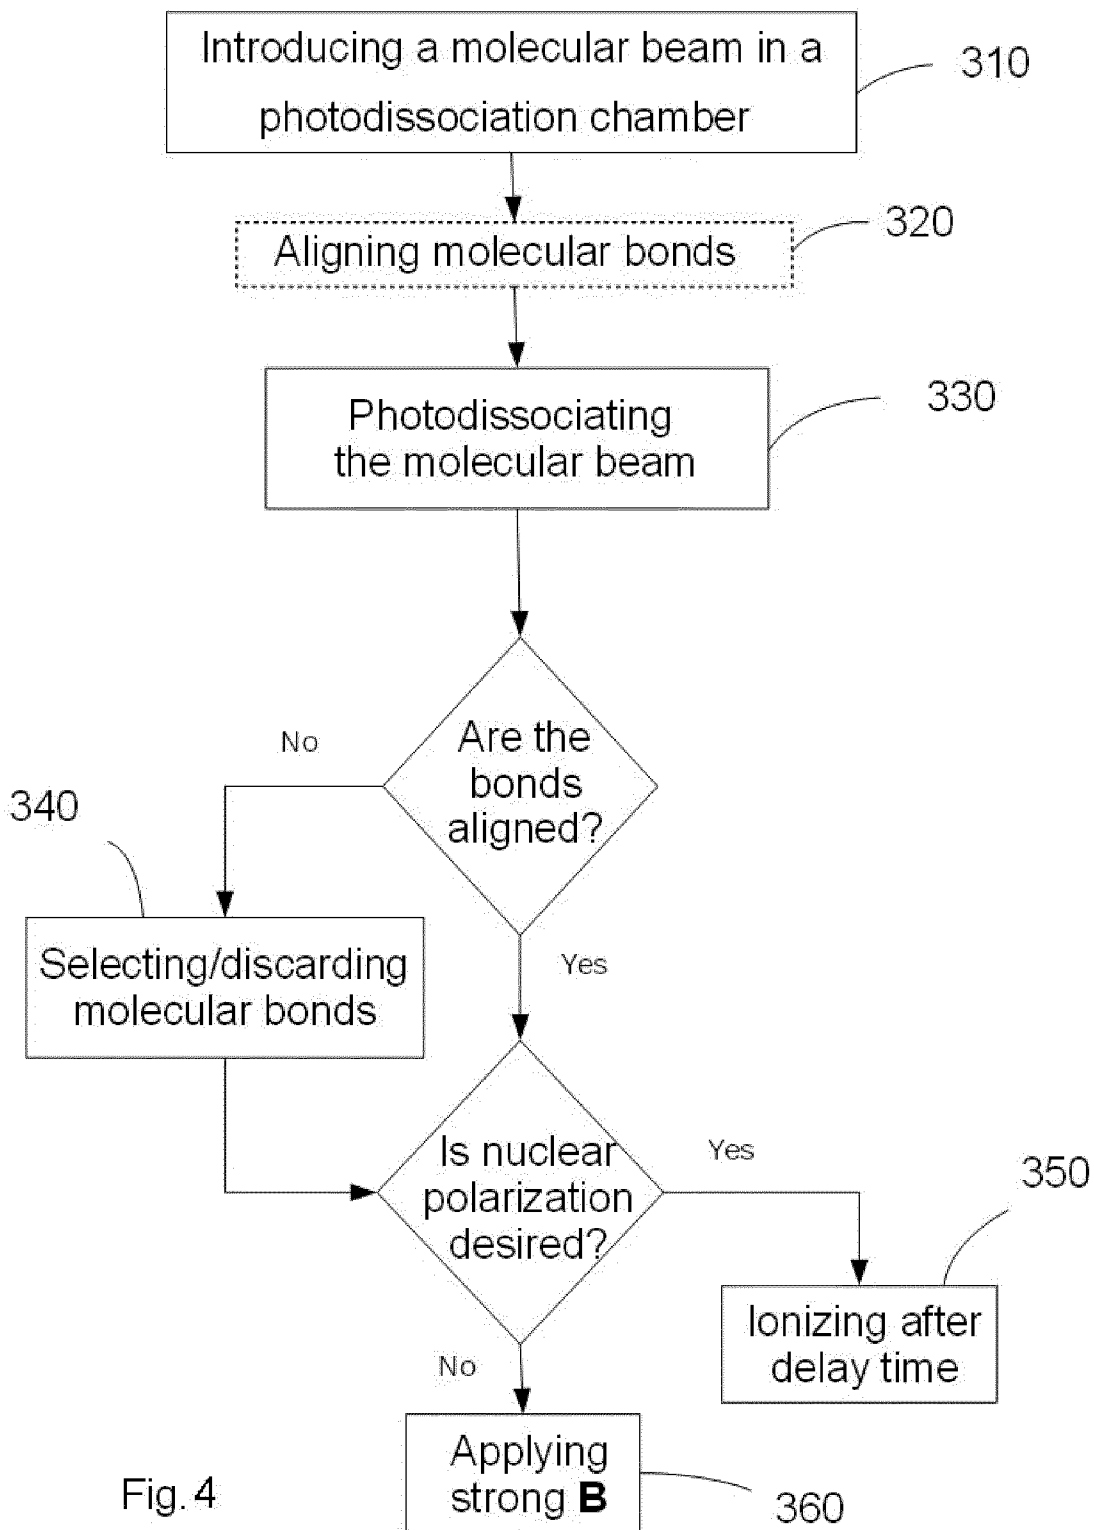 Introducing a molecular beam in a
photodissociation chamber
310
320
Aligning molecular bonds
330
Photodissociating
the molecular beam
No
Are the
bonds
aligned?
340
Selecting/discarding
molecular bonds
Yes
Is nuclear
polarization
desired?
Yes
350
Ionizing after
delay time
No
Applying
strong B
360
Fig. 4